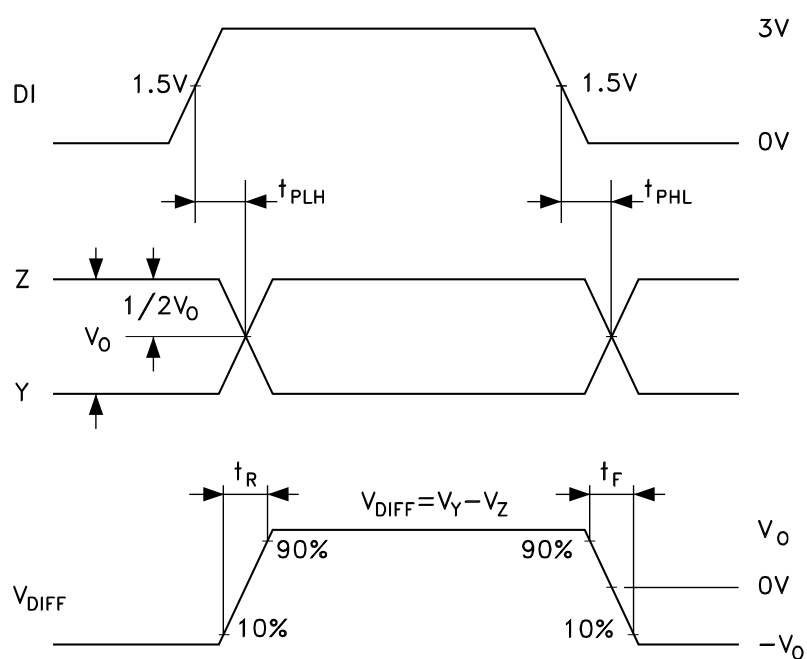 3V
1.5V
1.5V
DI
0V
tPLH
tPHL
Z
1/2VO
VO
Y
tR
tF
VDIFF=VY-VZ
VO
90%
90%
0V
VDIFF
10%
10%
-VO